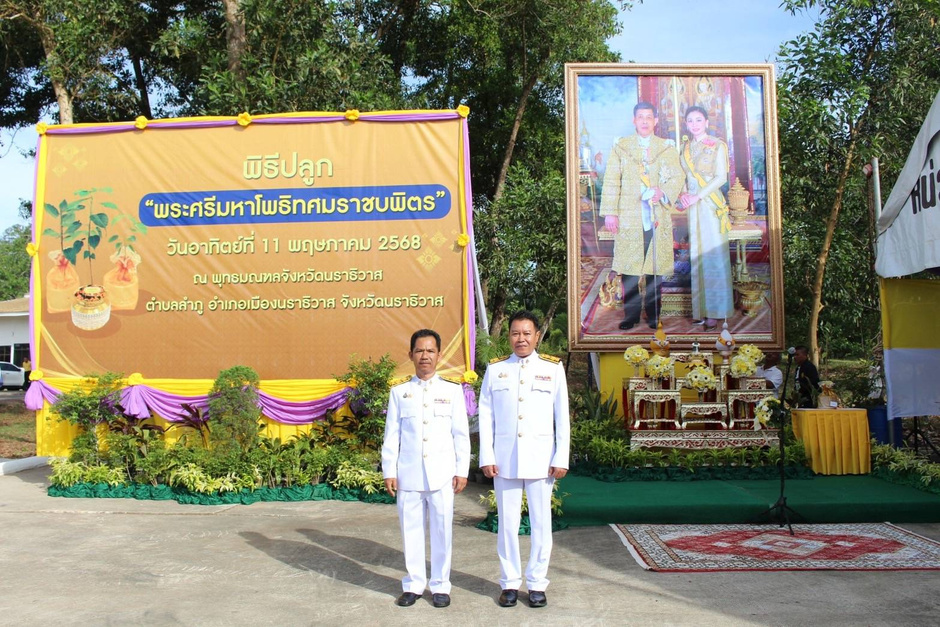 พิธีปลูก
“พระศรีมหาโพธิทศมราชบพิตร”
วันอาทิตย์ที่ 11 พฤษภาคม 2568
ณ พุทธมณฑลจังหวัดนราธิวาส
ตำบลลำภู อำเภอเมืองนราธิวาส จังหวัดนราธิวาส